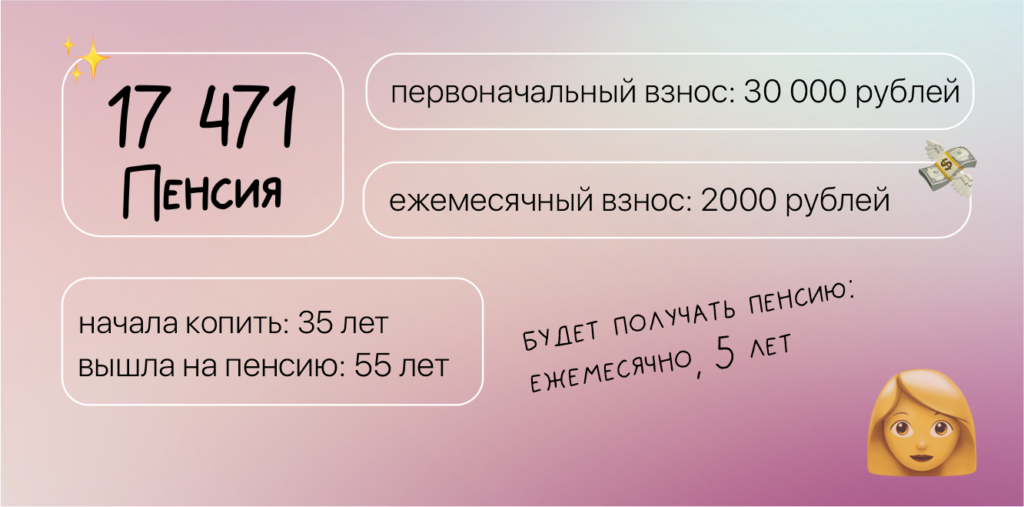 17 471
Пенсия
первоначальный взнос: 30 000 рублей
ежемесячный взнос: 2000 рублей
начала копить: 35 лет
вышла на пенсию: 55 лет
будет получать пенсию:
ежемесячно, 5 лет